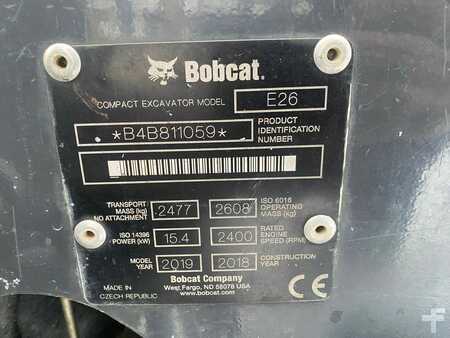 Bobcat.
COMPACT EXCAVATOR MODEL E26
*B4B811059* PRODUCT IDENTIFICATION NUMBER
TRANSPORT MASS (kg) NO ATTACHMENT 2477 2608 ISO 6016 OPERATING MASS (kg)
ISO 14396 POWER (kW) 15.4 2400 RATED ENGINE SPEED (RPM)
MODEL YEAR 2019 2018 CONSTRUCTION YEAR
MADE IN CZECH REPUBLIC
Bobcat Company
West Fargo, ND 58078 USA
www.bobcat.com
CE